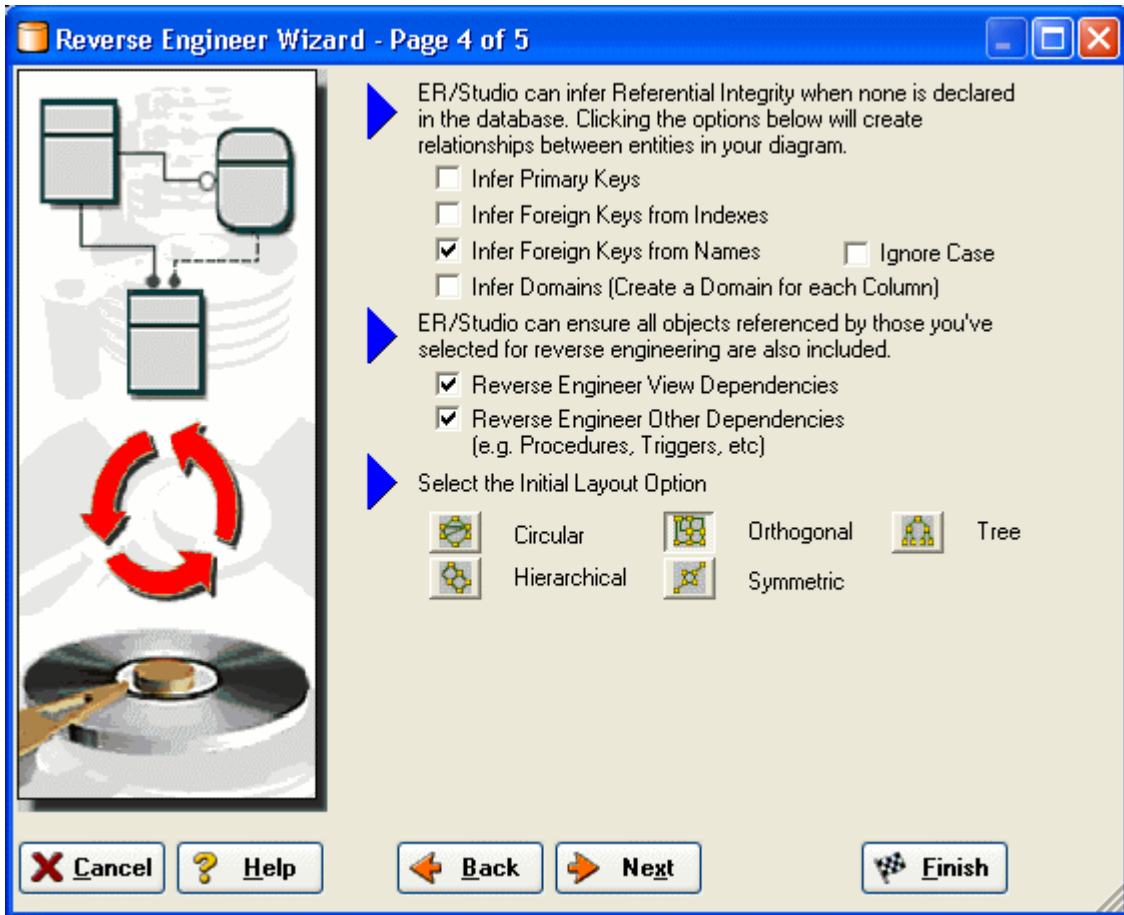 Reverse Engineer Wizard - Page 4 of 5
ER/Studio can infer Referential Integrity when none is declared
in the database. Clicking the options below will create
relationships between entities in your diagram.
Infer Primary Keys
Infer Foreign Keys from Indexes
Infer Foreign Keys from Names Ignore Case
Infer Domains (Create a Domain for each Column)
ER/Studio can ensure all objects referenced by those you've
selected for reverse engineering are also included.
Reverse Engineer View Dependencies
Reverse Engineer Other Dependencies
(e.g. Procedures, Triggers, etc)
Select the Initial Layout Option
Circular Orthogonal Tree
Hierarchical Symmetric
Cancel Help Back Next Finish